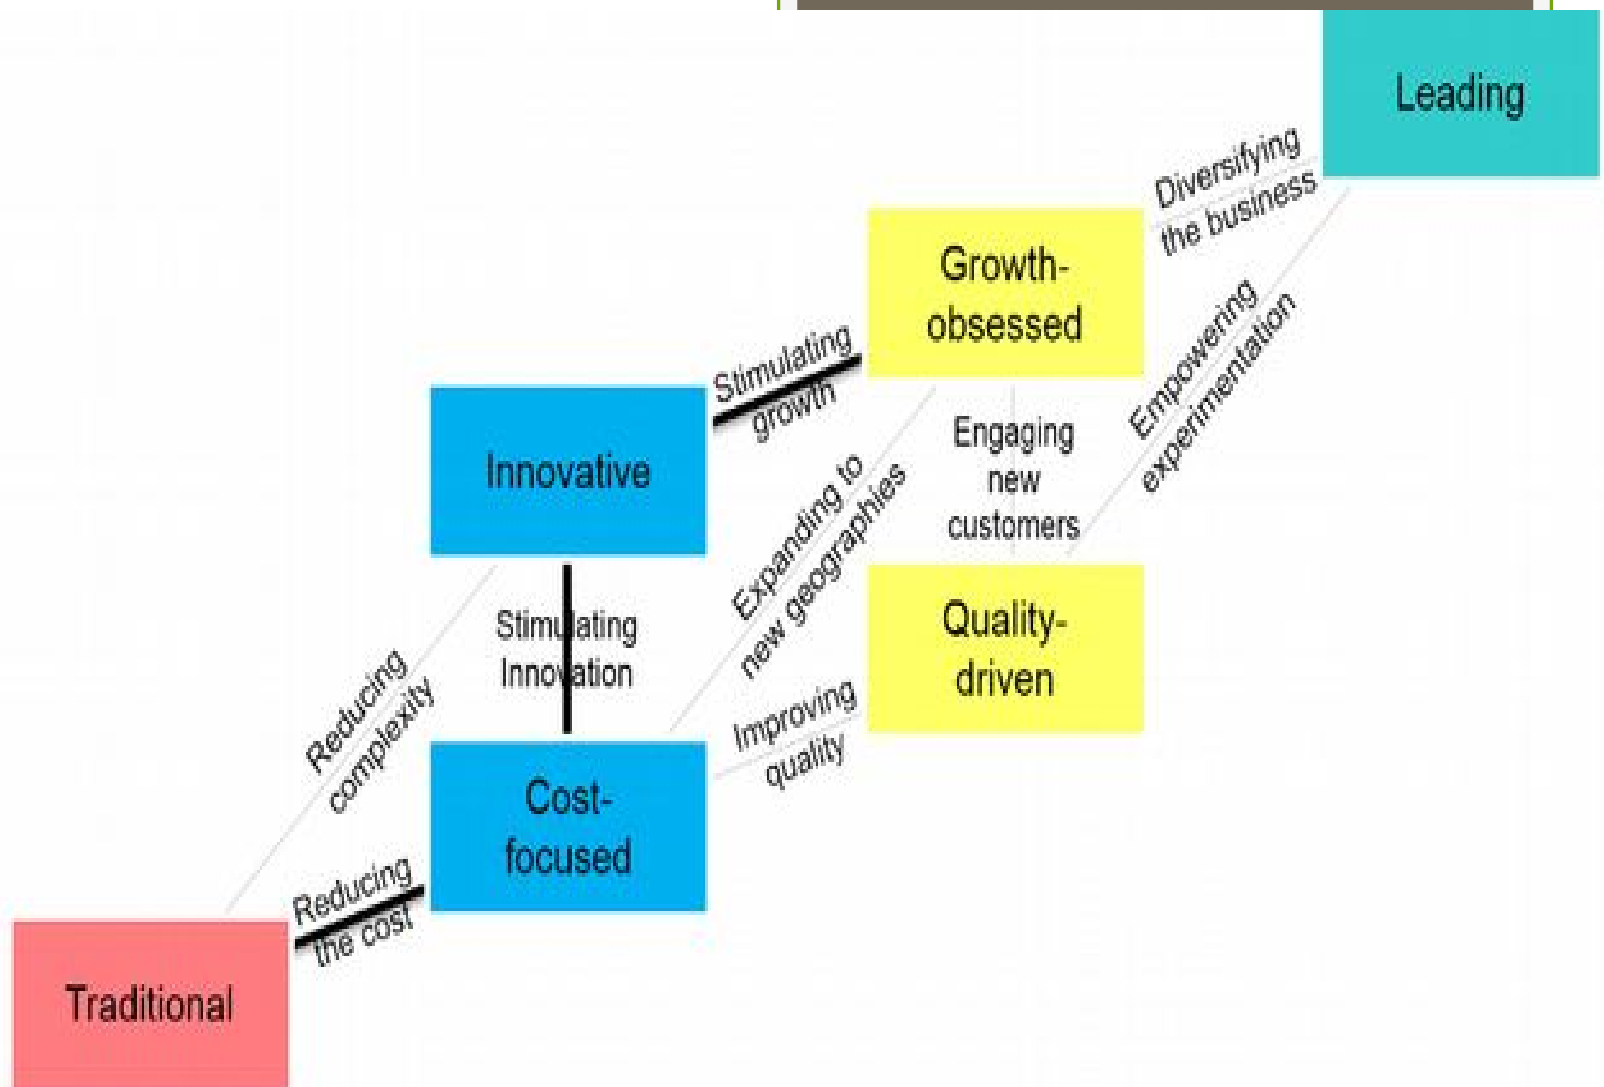 Leading
Diversifying
the business
Growth-
obsessed
Stimulating
growth
Empowering
experimentation
Innovative
Engaging
new
customers
Expanding to
new geographies
Stimulating
Innovation
Quality-
driven
Reducing
complexity
Improving
quality
Cost-
focused
Reducing
the cost
Traditional